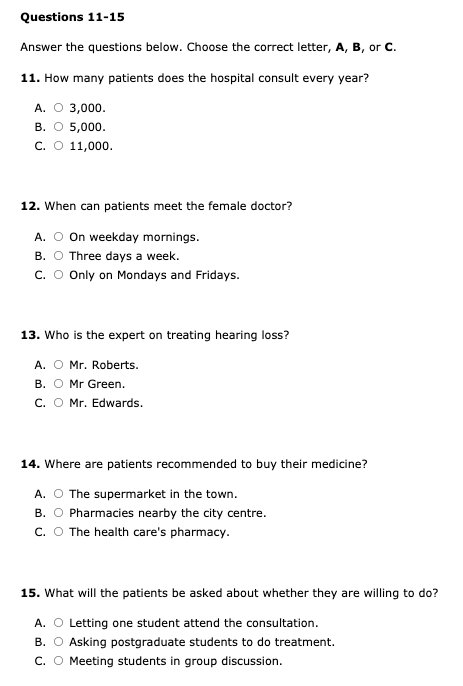 Questions 11-15
Answer the questions below. Choose the correct letter, A, B, or C.
11. How many patients does the hospital consult every year?
A. 3,000.
B. 5,000.
C. 11,000.
12. When can patients meet the female doctor?
A. On weekday mornings.
B. Three days a week.
C. Only on Mondays and Fridays.
13. Who is the expert on treating hearing loss?
A. Mr. Roberts.
B. Mr Green.
C. Mr. Edwards.
14. Where are patients recommended to buy their medicine?
A. The supermarket in the town.
B. Pharmacies nearby the city centre.
C. The health care's pharmacy.
15. What will the patients be asked about whether they are willing to do?
A. Letting one student attend the consultation.
B. Asking postgraduate students to do treatment.
C. Meeting students in group discussion.